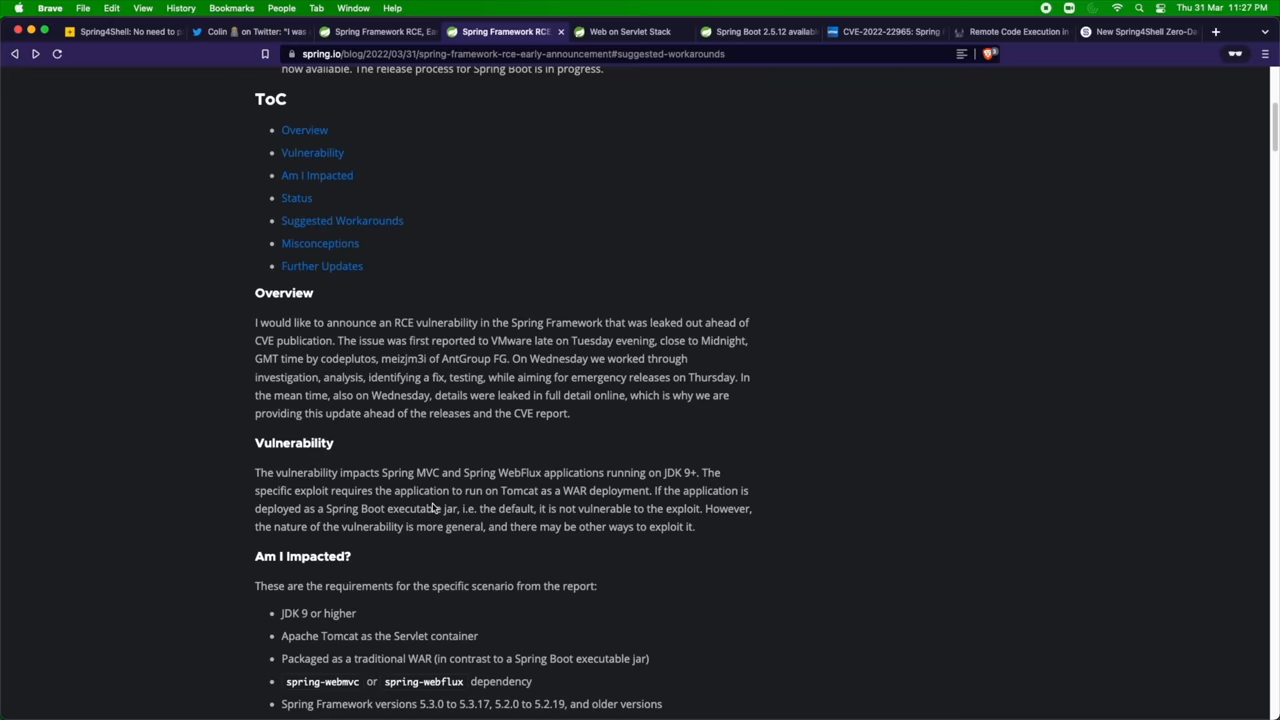 Brave File Edit View History Bookmarks People Tab Window Help Thu 31 Mar 11:27 PM
Spring4Shell: No need to p Colin on Twitter: "I was Spring Framework RCE, Ea Spring Framework RCE Web on Servlet Stack Spring Boot 2.5.12 availab CVE-2022-22965: Spring Remote Code Execution in New Spring4Shell Zero-Da
spring.io/blog/2022/03/31/spring-framework-rce-early-announcement#suggested-workarounds
now available. The release process for Spring Boot is in progress.
ToC
Overview
Vulnerability
Am I Impacted
Status
Suggested Workarounds
Misconceptions
Further Updates
Overview
I would like to announce an RCE vulnerability in the Spring Framework that was leaked out ahead of
CVE publication. The issue was first reported to VMware late on Tuesday evening, close to Midnight,
GMT time by codeplutos, meizjm3i of AntGroup FG. On Wednesday we worked through
investigation, analysis, identifying a fix, testing, while aiming for emergency releases on Thursday. In
the mean time, also on Wednesday, details were leaked in full detail online, which is why we are
providing this update ahead of the releases and the CVE report.
Vulnerability
The vulnerability impacts Spring MVC and Spring WebFlux applications running on JDK 9+. The
specific exploit requires the application to run on Tomcat as a WAR deployment. If the application is
deployed as a Spring Boot executable jar, i.e. the default, it is not vulnerable to the exploit. However,
the nature of the vulnerability is more general, and there may be other ways to exploit it.
Am I Impacted?
These are the requirements for the specific scenario from the report:
JDK 9 or higher
Apache Tomcat as the Servlet container
Packaged as a traditional WAR (in contrast to a Spring Boot executable jar)
spring-webmvc or spring-webflux dependency
Spring Framework versions 5.3.0 to 5.3.17, 5.2.0 to 5.2.19, and older versions